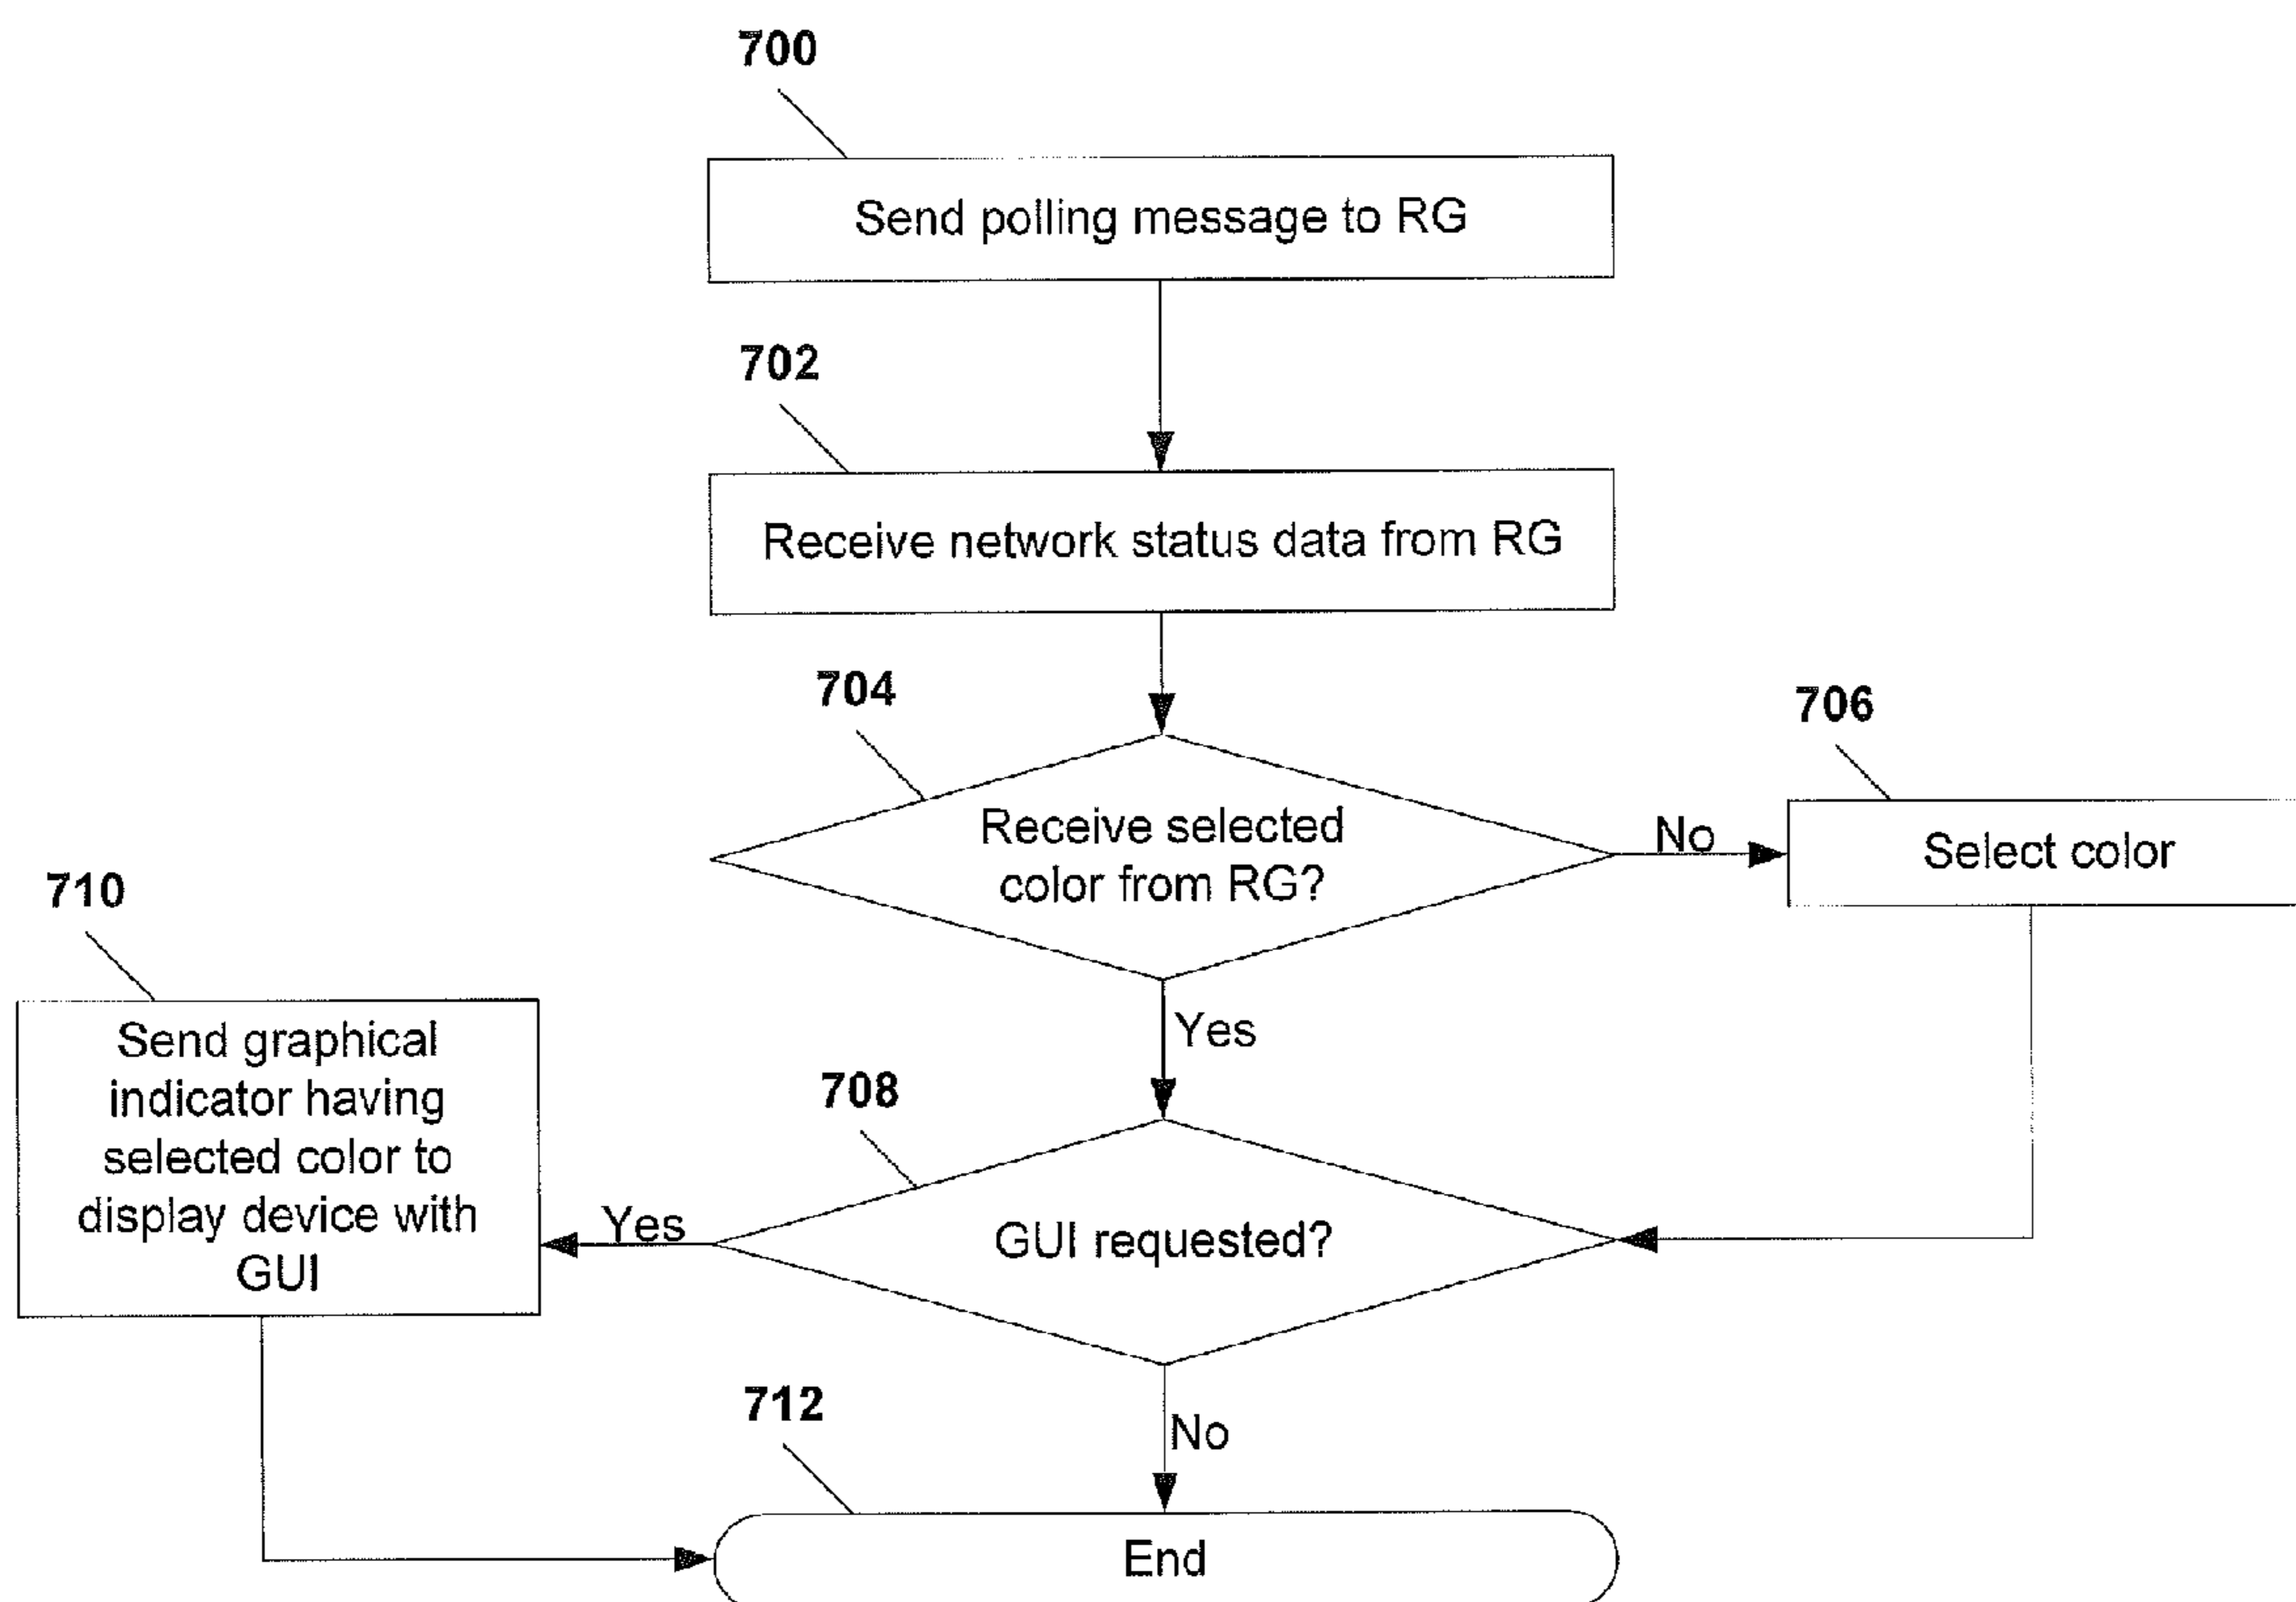 700
Send polling message to RG
702
Receive network status data from RG
704
Receive selected
color from RG?
No
706
Select color
Yes
708
GUI requested?
Yes
710
Send graphical
indicator having
selected color to
display device with
GUI
No
712
End